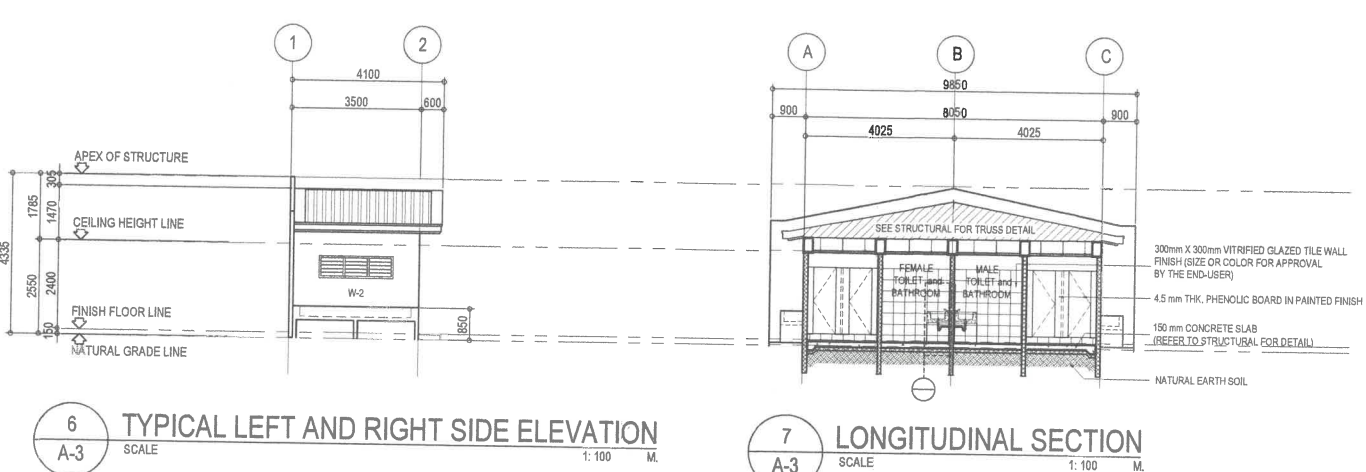 1
2
4100
3500
600
APEX OF STRUCTURE
CEILING HEIGHT LINE
FINISH FLOOR LINE
NATURAL GRADE LINE
305
1785
1470
4335
2550
2400
150
W-2
850
6
A-3
TYPICAL LEFT AND RIGHT SIDE ELEVATION
SCALE
1: 100
M.
A
B
C
9850
900
8050
900
4025
4025
SEE STRUCTURAL FOR TRUSS DETAIL
FEMALE
TOILET and
BATHROOM
MALE
TOILET and
BATHROOM
300mm X 300mm VITRIFIED GLAZED TILE WALL
FINISH (SIZE OR COLOR FOR APPROVAL
BY THE END-USER)
4.5 mm THK, PHENOLIC BOARD IN PAINTED FINISH
150 mm CONCRETE SLAB
(REFER TO STRUCTURAL FOR DETAIL)
NATURAL EARTH SOIL
7
A-3
LONGITUDINAL SECTION
SCALE
1: 100
M.